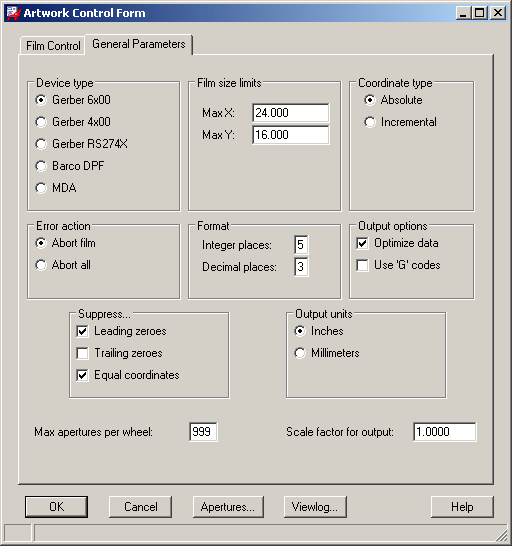 Artwork Control Form
Film Control
General Parameters
Device type
Gerber 6x00
Gerber 4x00
Gerber RS274X
Barco DPF
MDA
Film size limits
Max X: 24.000
Max Y: 16.000
Coordinate type
Absolute
Incremental
Error action
Abort film
Abort all
Format
Integer places: 5
Decimal places: 3
Output options
Optimize data
Use 'G' codes
Suppress...
Leading zeroes
Trailing zeroes
Equal coordinates
Output units
Inches
Millimeters
Max apertures per wheel: 999
Scale factor for output: 1.0000
OK
Cancel
Apertures...
Viewlog...
Help